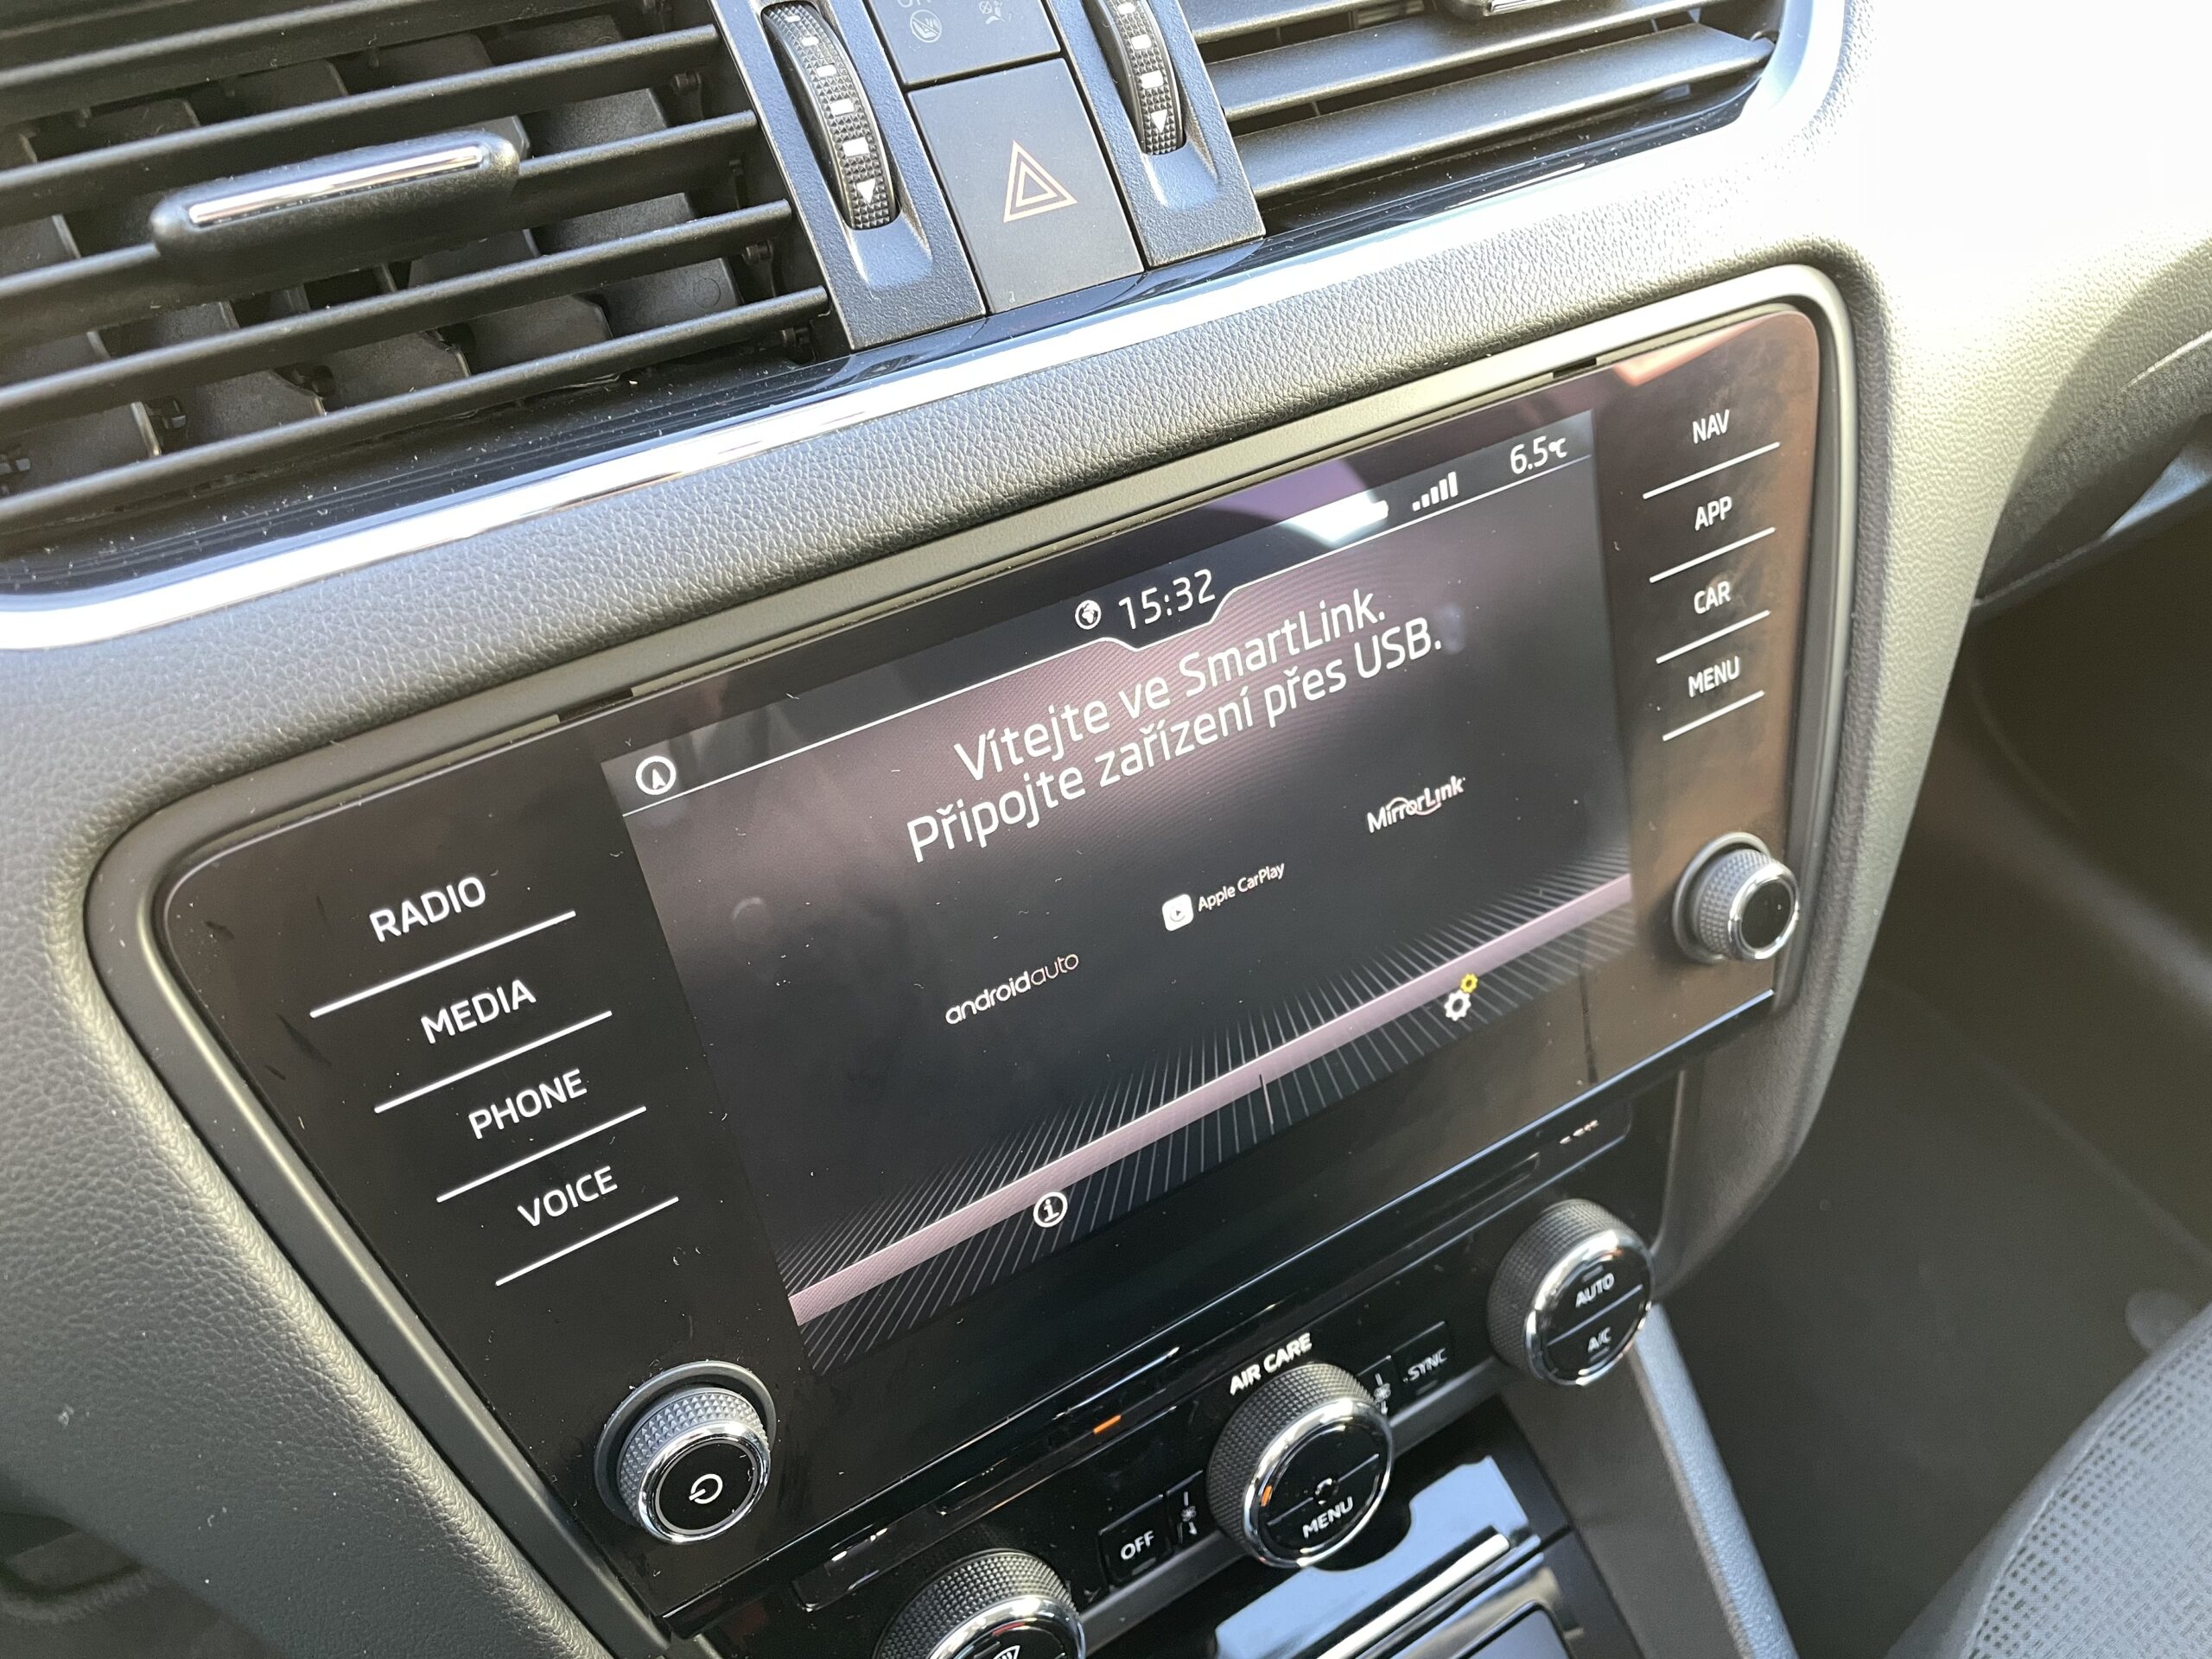 6.5℃
15:32
Vítejte ve SmartLink.
Připojte zařízení přes USB.
androidauto
Apple CarPlay
MirrorLink
RADIO
MEDIA
PHONE
VOICE
NAV
APP
CAR
MENU
AIR CARE
SYNC
AUTO
A/C
OFF
MENU